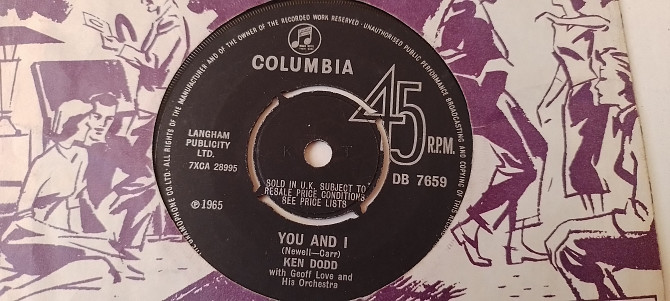 THE GRAMOPHONE CO. LTD. · ALL RIGHTS OF THE MANUFACTURER AND OF THE OWNER OF THE RECORDED WORK RESERVED · UNAUTHORISED PUBLIC PERFORMANCE BROADCASTING AND COPYING OF THIS RECORD
COLUMBIA
45
R.P.M.
LANGHAM
PUBLICITY
LTD.
7XCA 28995
DB 7659
SOLD IN U.K. SUBJECT TO
RESALE PRICE CONDITIONS
SEE PRICE LISTS
℗1965
YOU AND I
(Newell—Carr)
KEN DODD
with Geoff Love and
His Orchestra